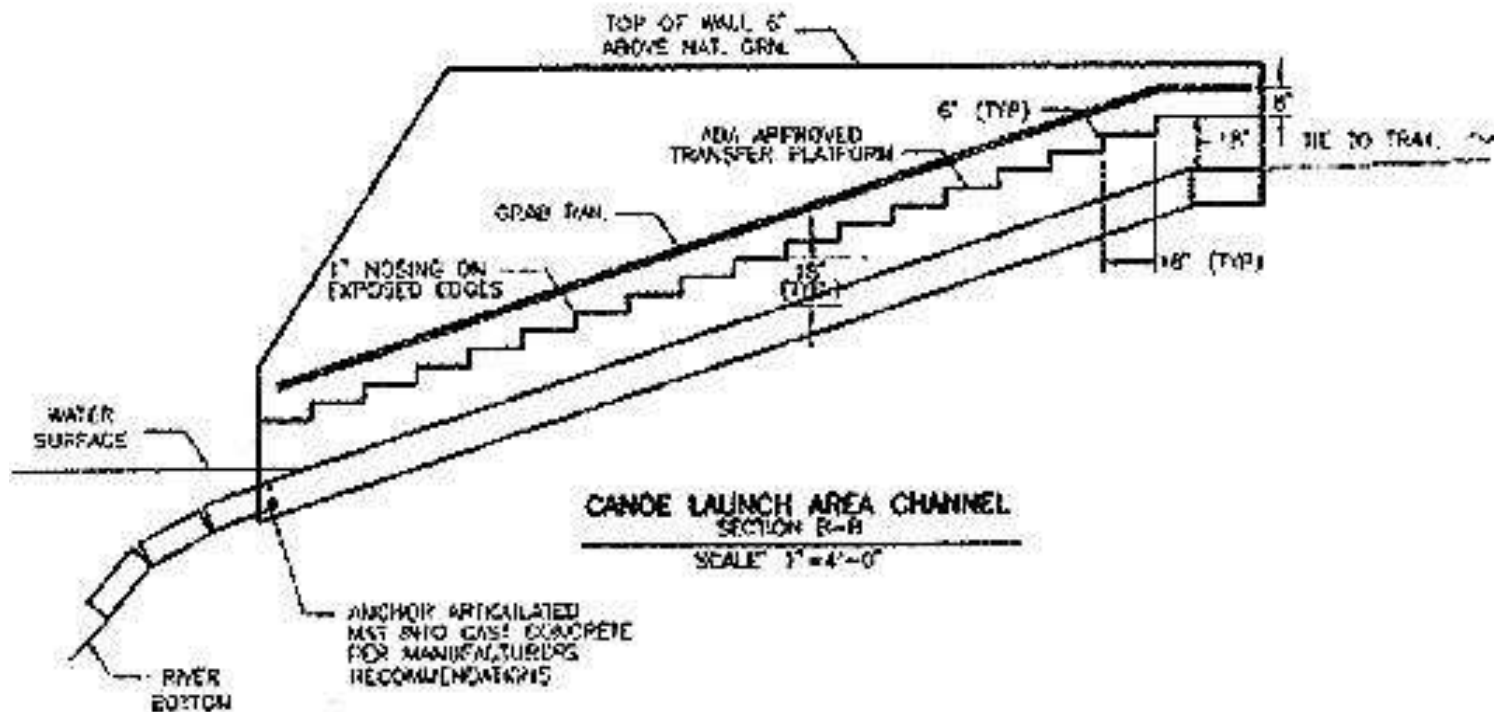 TOP OF WALL 6"
ABOVE NAT. GRN.
6" (TYP)
ADA APPROVED
TRANSFER PLATFORM
18"
TIE TO TRAIL
GRAB RAIL
1" NOSING ON
EXPOSED EDGES
18"
(TYP)
18" (TYP)
WATER
SURFACE
CANOE LAUNCH AREA CHANNEL
SECTION B-B
SCALE 1"=4'-0"
ANCHOR ARTICULATED
MAT INTO CAST CONCRETE
PER MANUFACTURERS
RECOMMENDATIONS
RIVER
BOTTOM